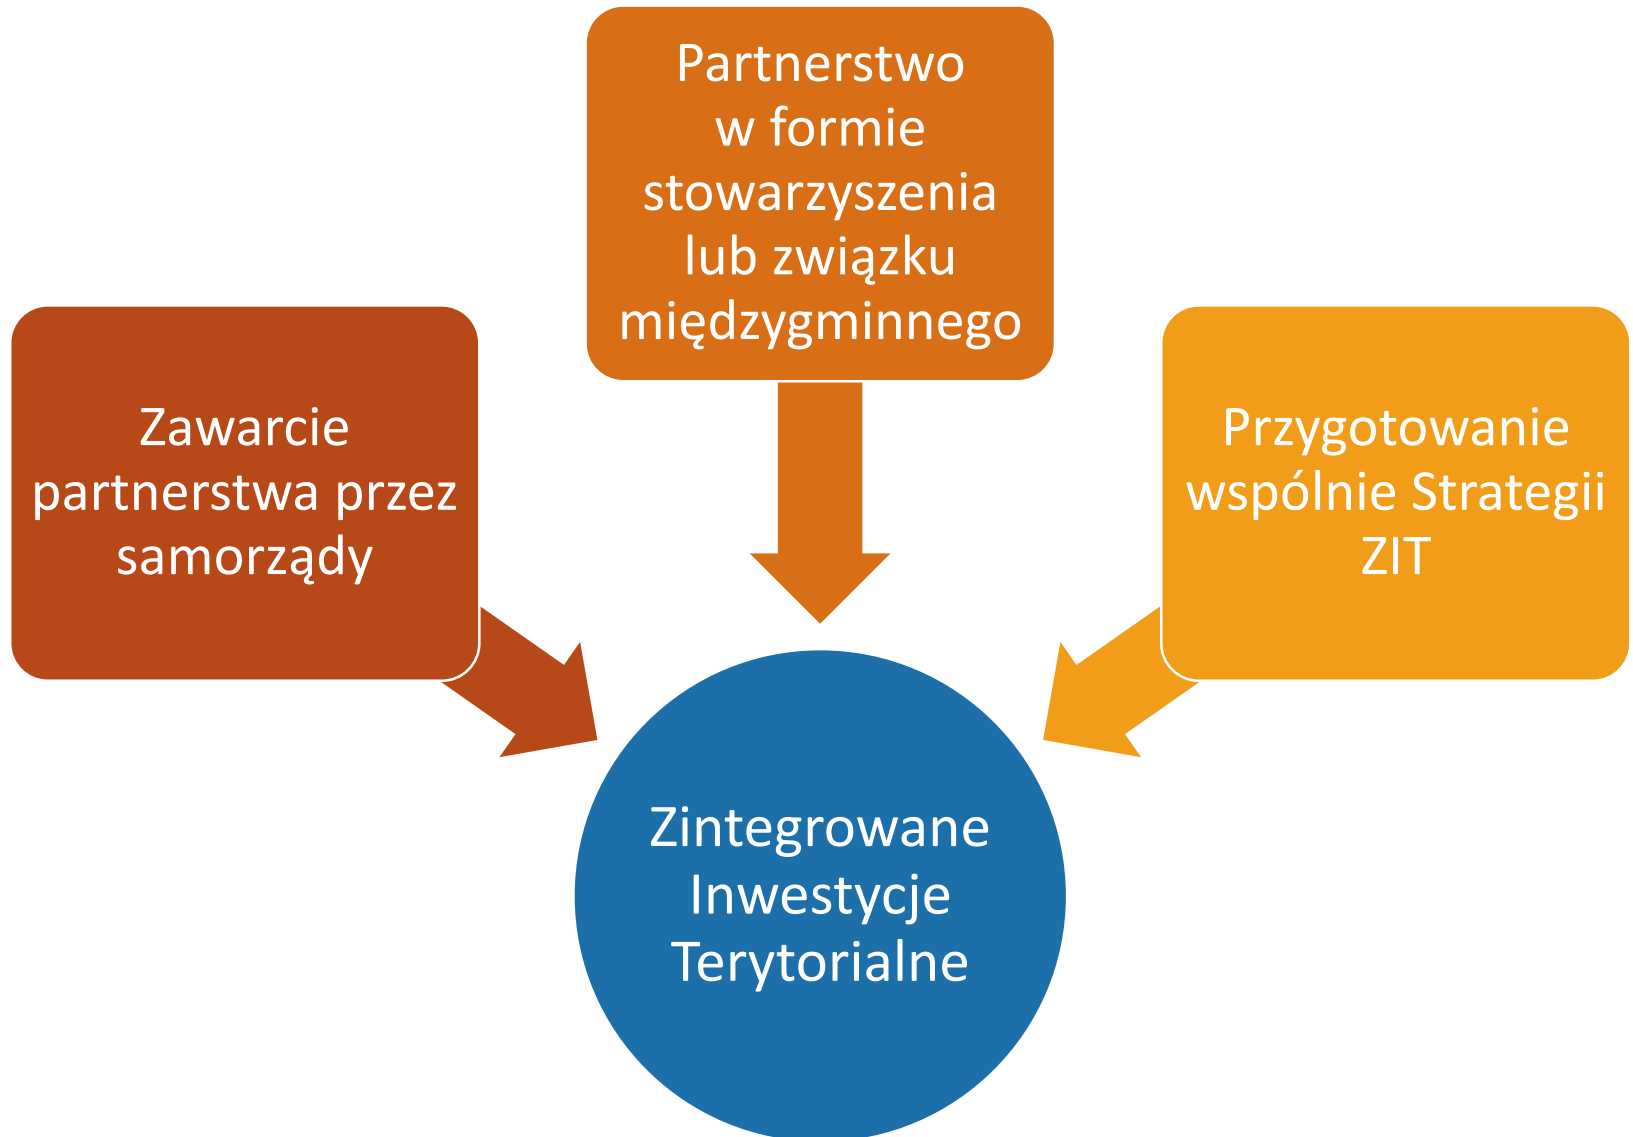 Partnerstwo
w formie
stowarzyszenia
lub związku
międzygminnego
Zawarcie
partnerstwa przez
samorządy
Przygotowanie
wspólnie Strategii
ZIT
Zintegrowane
Inwestycje
Terytorialne